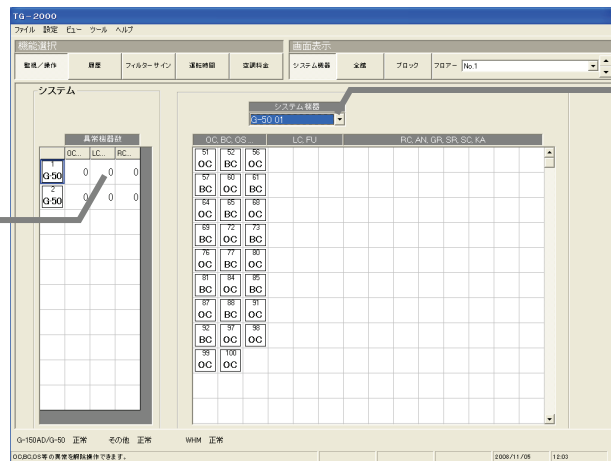 TG-2000
ファイル 設定 ビュー ツール ヘルプ
機能選択 画面表示
監視/操作 履歴 フィルターサイン 運転時間 空調料金 システム機器 全館 ブロック フロアー No.1
システム
システム機器
G-50 01
異常機器数
OC... LC... RC...
1 G-50 0 0 0
2 G-50 0 0 0
OC, BC, OS... LC, FU RC, AN, GR, SR, SC, KA
51 52 56
OC BC OC
57 60 61
BC OC BC
64 65 68
OC BC OC
69 72 73
BC OC BC
76 77 80
OC BC OC
81 84 85
BC OC BC
87 88 91
OC BC OC
92 97 98
BC OC OC
99 100
OC OC
G-150AD/G-50 正常 その他 正常 WHM 正常
OC,BC,OS等の異常を解除操作できます。 2008/11/05 12:03